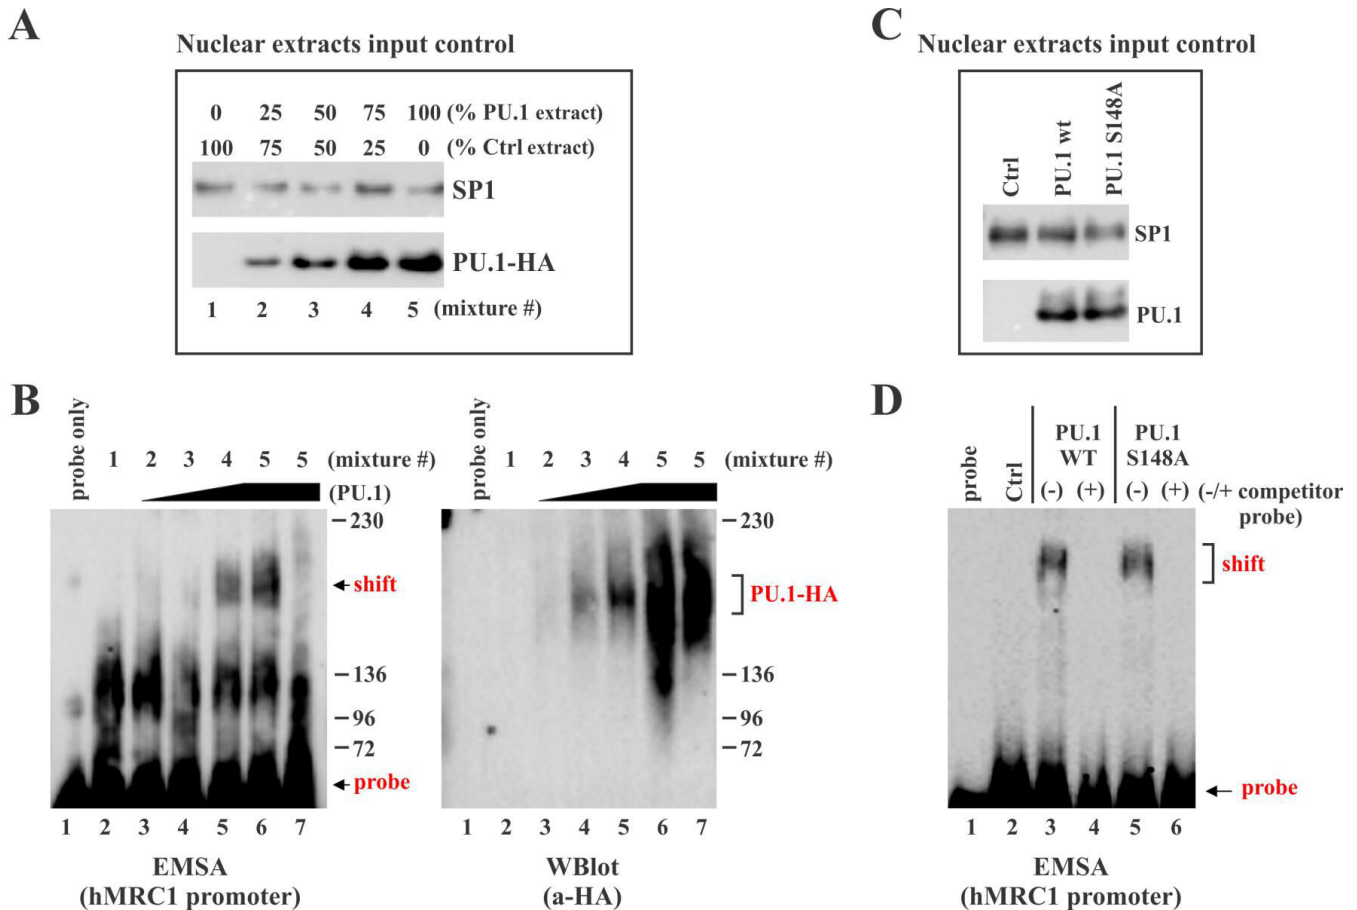 A
Nuclear extracts input control
0 25 50 75 100 (% PU.1 extract)
100 75 50 25 0 (% Ctrl extract)
SP1
PU.1-HA
1 2 3 4 5 (mixture #)
C
Nuclear extracts input control
Ctrl
PU.1 wt
PU.1 S148A
SP1
PU.1
B
probe only
1 2 3 4 5 5 (mixture #)
(PU.1)
230
shift
136
96
72
probe
1 2 3 4 5 6 7
EMSA
(hMRC1 promoter)
probe only
1 2 3 4 5 5 (mixture #)
230
PU.1-HA
136
96
72
1 2 3 4 5 6 7
WBlot
(a-HA)
D
probe
Ctrl
PU.1
WT
PU.1
S148A
(-) (+) (-) (+) (-/+ competitor
probe)
shift
probe
1 2 3 4 5 6
EMSA
(hMRC1 promoter)